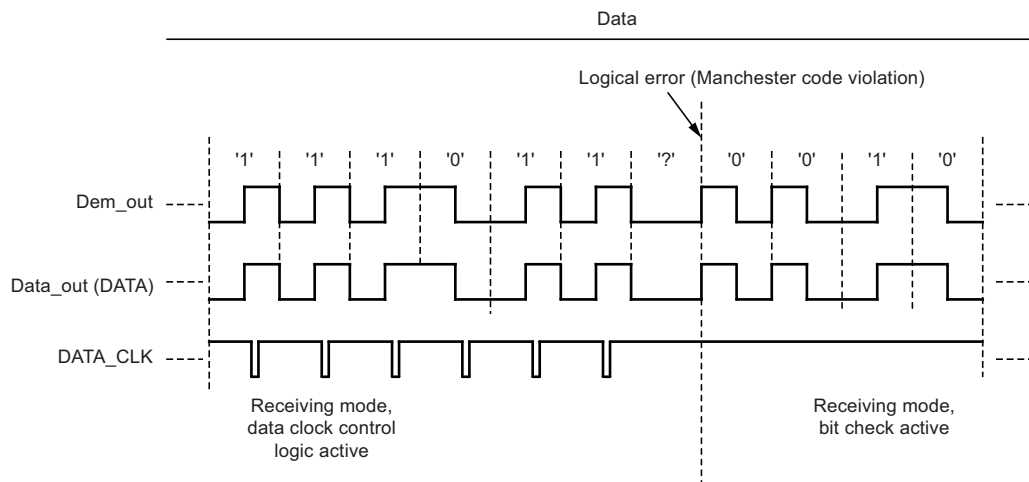 Data
Logical error (Manchester code violation)
'1' '1' '1' '0' '1' '1' '?' '0' '0' '1' '0'
Dem_out
Data_out (DATA)
DATA_CLK
Receiving mode,
data clock control
logic active
Receiving mode,
bit check active